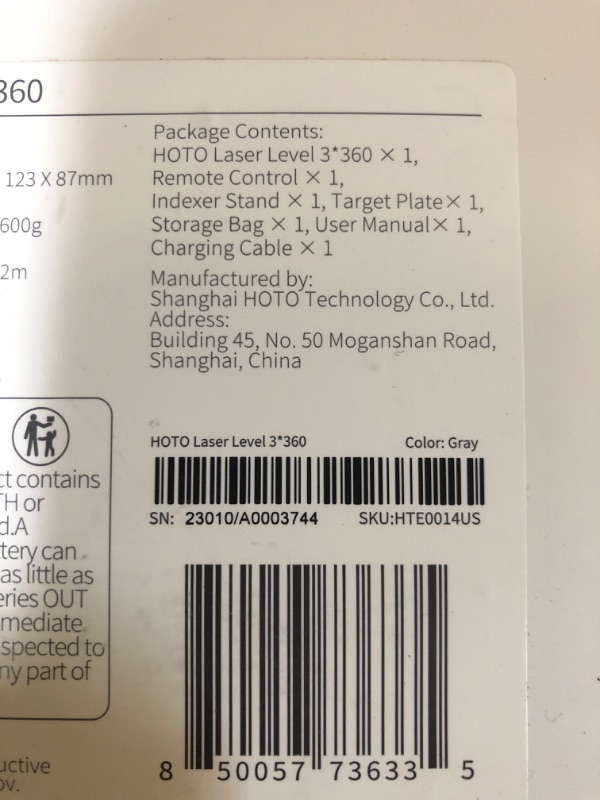 360
123 X 87mm
600g
2m
Package Contents:
HOTO Laser Level 3*360 × 1,
Remote Control × 1,
Indexer Stand × 1, Target Plate× 1,
Storage Bag × 1, User Manual× 1,
Charging Cable × 1
Manufactured by:
Shanghai HOTO Technology Co., Ltd.
Address:
Building 45, No. 50 Moganshan Road,
Shanghai, China
ct contains
TH or
d.A
tery can
as little as
eries OUT
mediate
spected to
ny part of
uctive
ov.
HOTO Laser Level 3*360 Color: Gray
SN: 23010/A0003744 SKU:HTE0014US
8 50057 73633 5